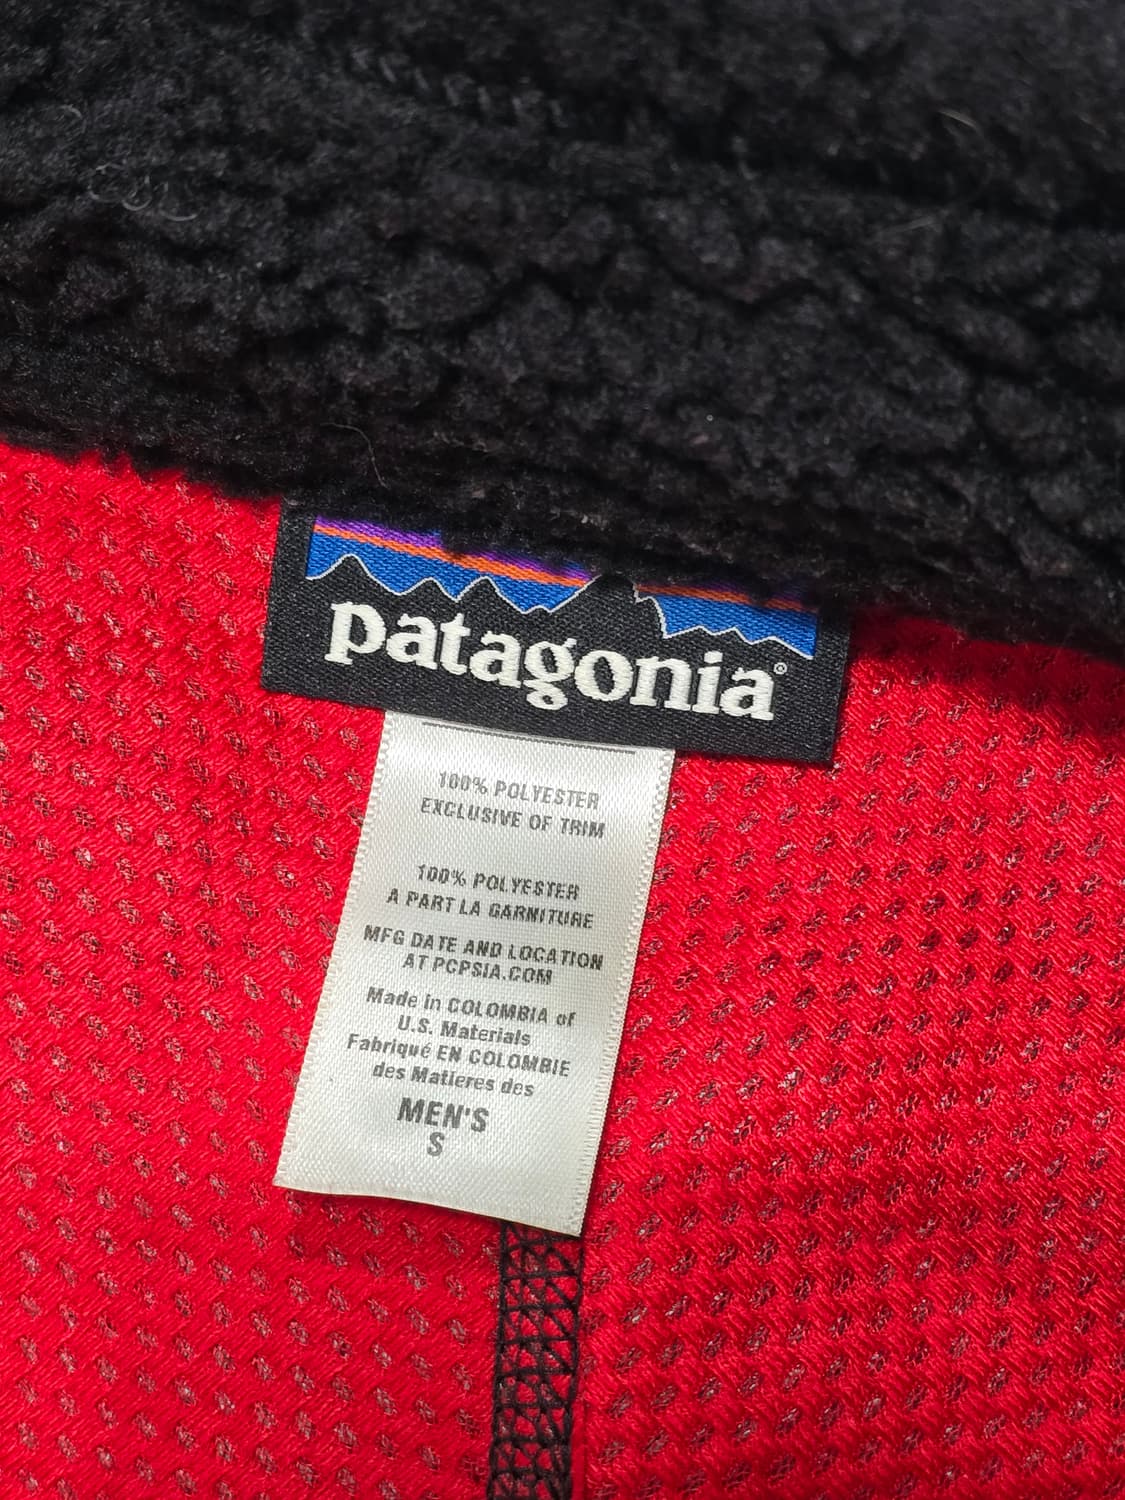 patagonia®
100% POLYESTER
EXCLUSIVE OF TRIM
100% POLYESTER
A PART LA GARNITURE
MFG DATE AND LOCATION
AT PCPSIA.COM
Made in COLOMBIA of
U.S. Materials
Fabriqué EN COLOMBIE
des Matieres des
MEN'S
S